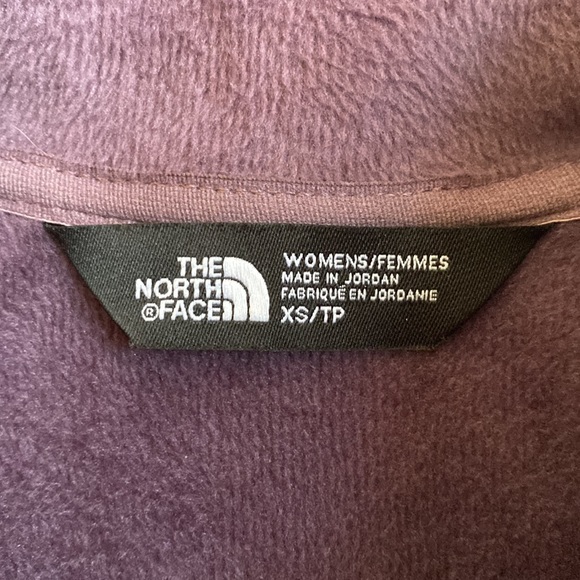 THE
NORTH
®FACE
WOMENS/FEMMES
MADE IN JORDAN
FABRIQUÉ EN JORDANIE
XS/TP